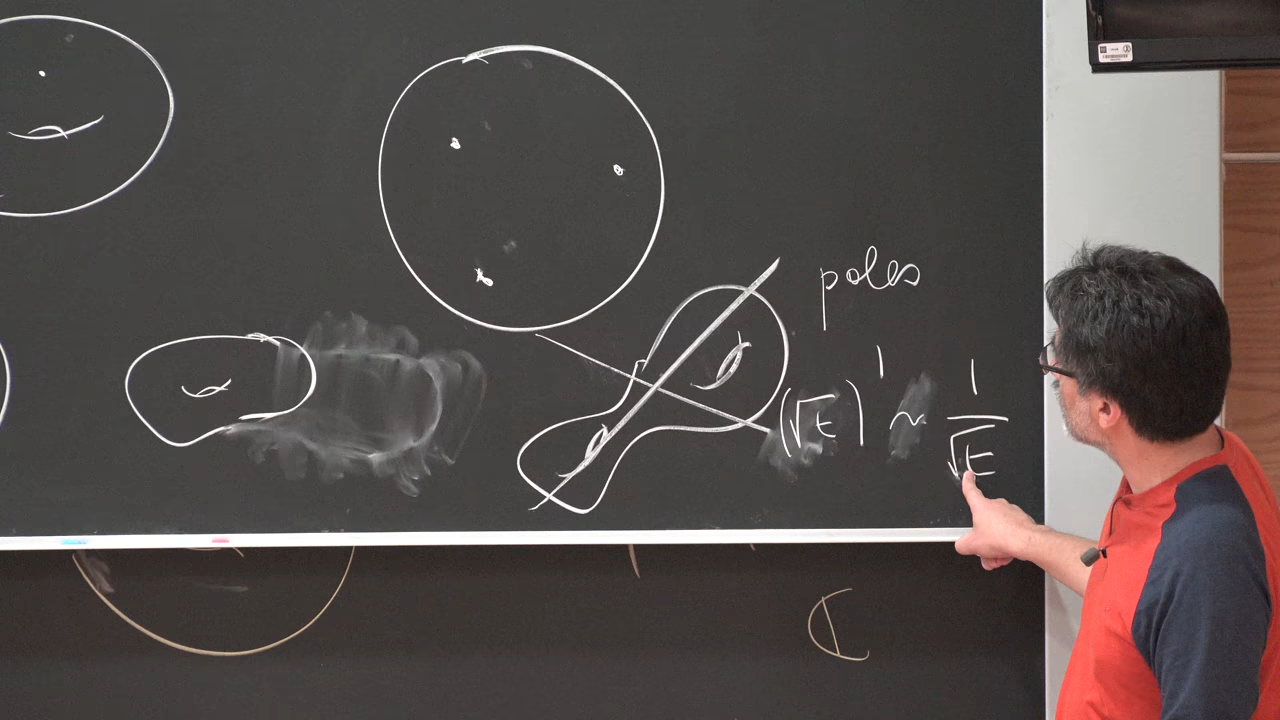 poles
(√t)' ~ 1/√t
ℂ